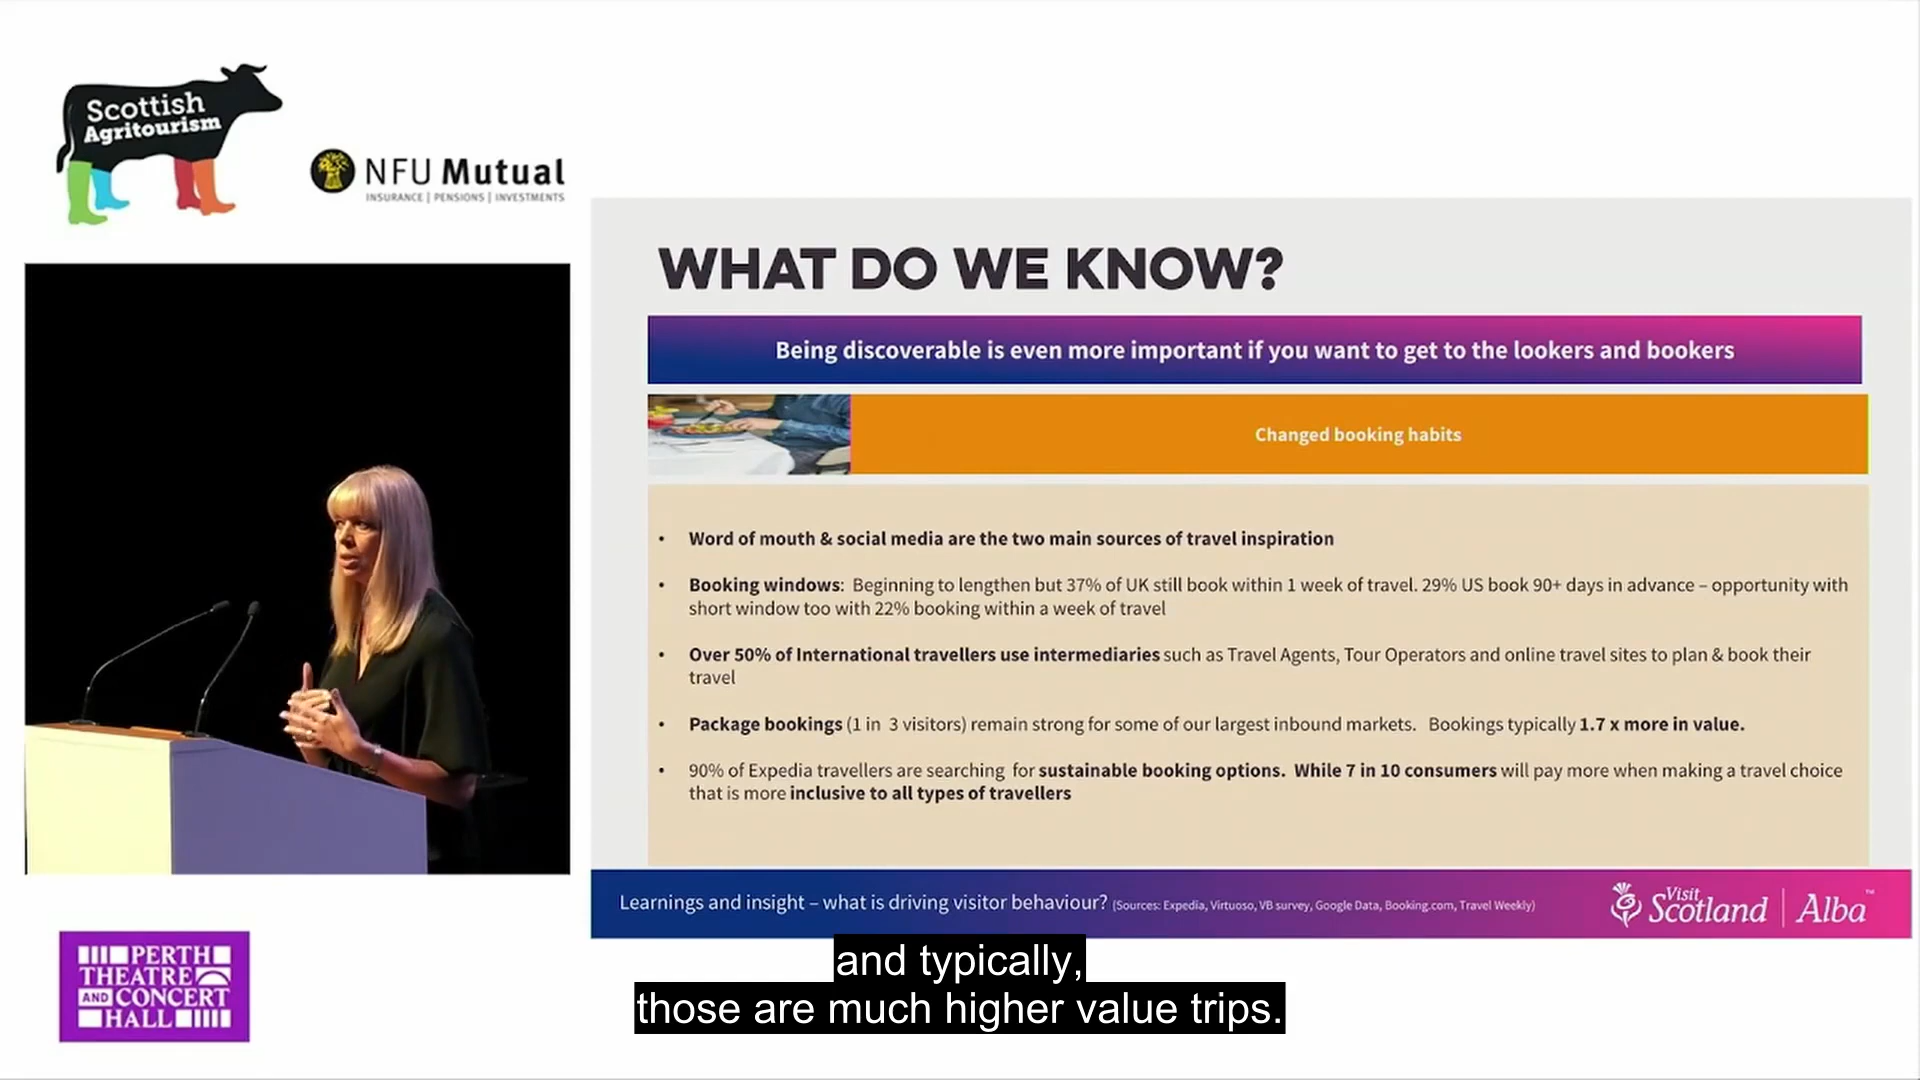 Scottish
Agritourism
NFU Mutual
INSURANCE | PENSIONS | INVESTMENTS
WHAT DO WE KNOW?
Being discoverable is even more important if you want to get to the lookers and bookers
Changed booking habits
• Word of mouth & social media are the two main sources of travel inspiration
• Booking windows: Beginning to lengthen but 37% of UK still book within 1 week of travel. 29% US book 90+ days in advance – opportunity with
short window too with 22% booking within a week of travel
• Over 50% of International travellers use intermediaries such as Travel Agents, Tour Operators and online travel sites to plan & book their
travel
• Package bookings (1 in 3 visitors) remain strong for some of our largest inbound markets. Bookings typically 1.7 x more in value.
• 90% of Expedia travellers are searching for sustainable booking options. While 7 in 10 consumers will pay more when making a travel choice
that is more inclusive to all types of travellers
Learnings and insight – what is driving visitor behaviour? (Sources: Expedia, Virtuoso, VB survey, Google Data, Booking.com, Travel Weekly)
Visit
Scotland | Alba™
PERTH
THEATRE
AND CONCERT
HALL
and typically,
those are much higher value trips.